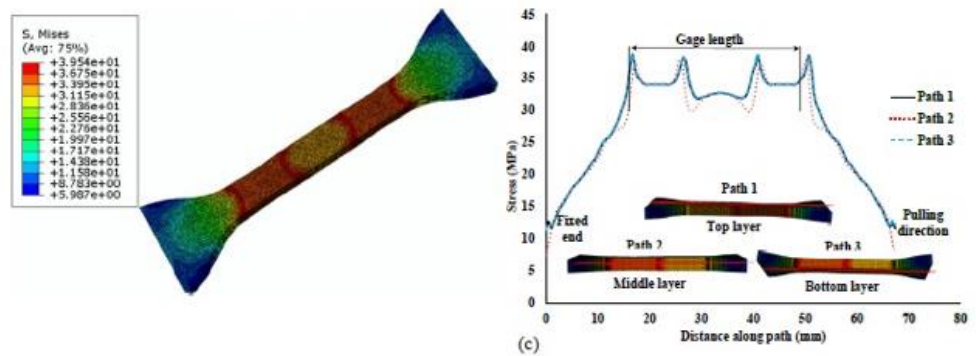 S, Mises
(Avg: 75%)
+3.954e+01
+3.675e+01
+3.395e+01
+3.115e+01
+2.836e+01
+2.556e+01
+2.276e+01
+1.997e+01
+1.717e+01
+1.438e+01
+1.158e+01
+8.783e+00
+5.987e+00
45
40
35
30
25
20
15
10
5
0
Stress (MPa)
Gage length
Path 1
Path 2
Path 3
Fixed
end
Pulling
direction
Path 1
Top layer
Path 2
Middle layer
Path 3
Bottom layer
0 10 20 30 40 50 60 70 80
Distance along path (mm)
(c)